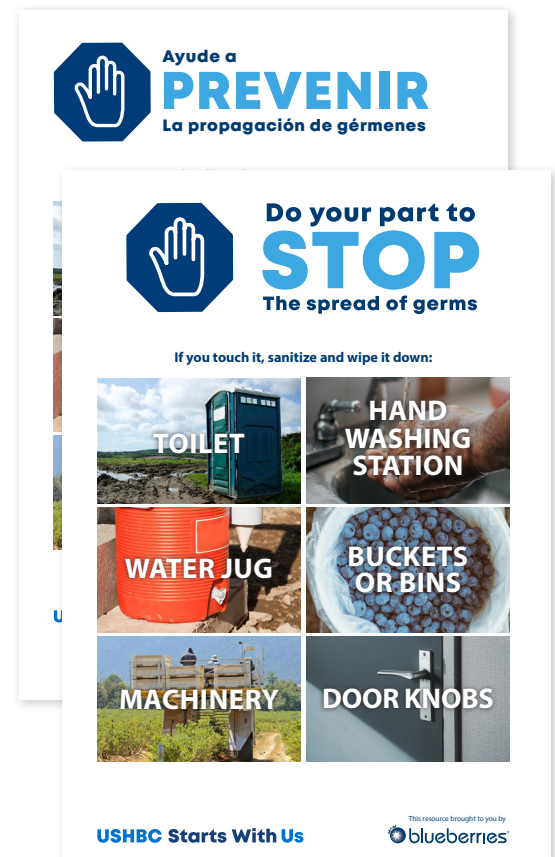 Ayude a
PREVENIR
La propagación de gérmenes
Do your part to
STOP
The spread of germs
If you touch it, sanitize and wipe it down:
TOILET
HAND
WASHING
STATION
WATER JUG
BUCKETS
OR BINS
MACHINERY
DOOR KNOBS
This resource brought to you by
USHBC Starts With Us
blueberries